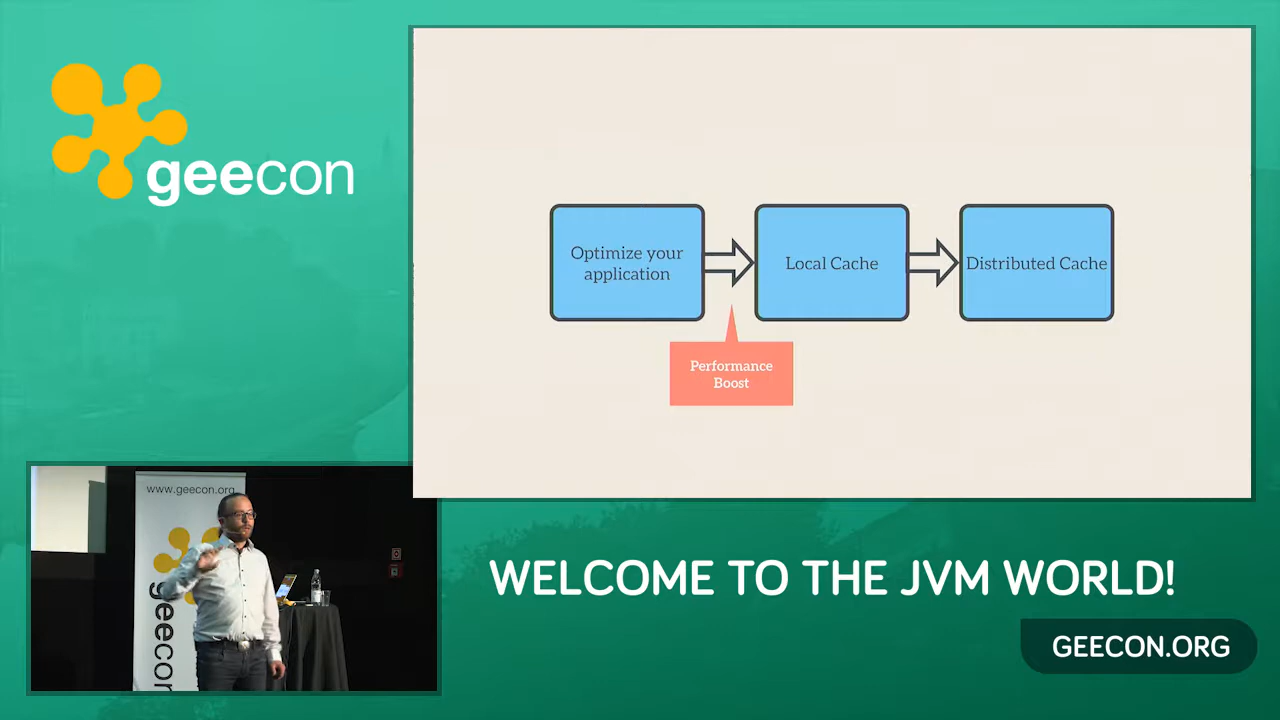 geecon
Optimize your
application
Local Cache
Distributed Cache
Performance
Boost
www.geecon.org
geecon
WELCOME TO THE JVM WORLD!
GEECON.ORG